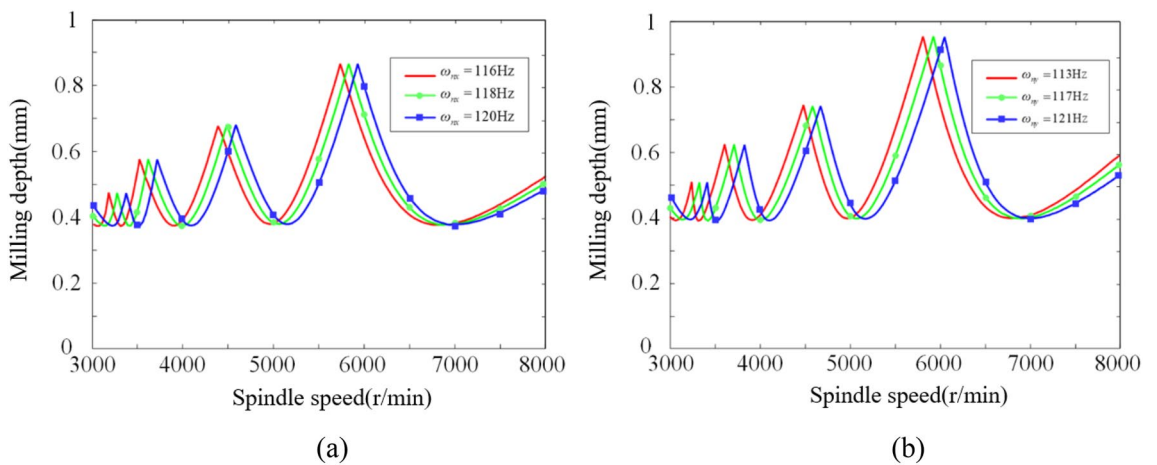 1
0.8
0.6
0.4
0.2
0
3000 4000 5000 6000 7000 8000
Milling depth(mm)
Spindle speed(r/min)
ωnx =116Hz
ωnx =118Hz
ωnx =120Hz
(a)
1
0.8
0.6
0.4
0.2
0
3000 4000 5000 6000 7000 8000
Milling depth(mm)
Spindle speed(r/min)
ωny =113Hz
ωny =117Hz
ωny =121Hz
(b)